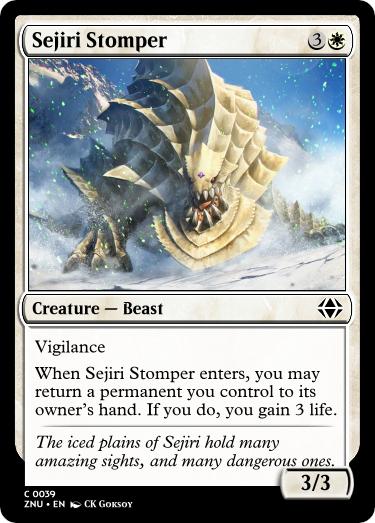 Sejiri Stomper 3
Creature — Beast
Vigilance
When Sejiri Stomper enters, you may
return a permanent you control to its
owner's hand. If you do, you gain 3 life.
The iced plains of Sejiri hold many
amazing sights, and many dangerous ones.
3/3
C 0039
ZNU • EN CK Goksoy